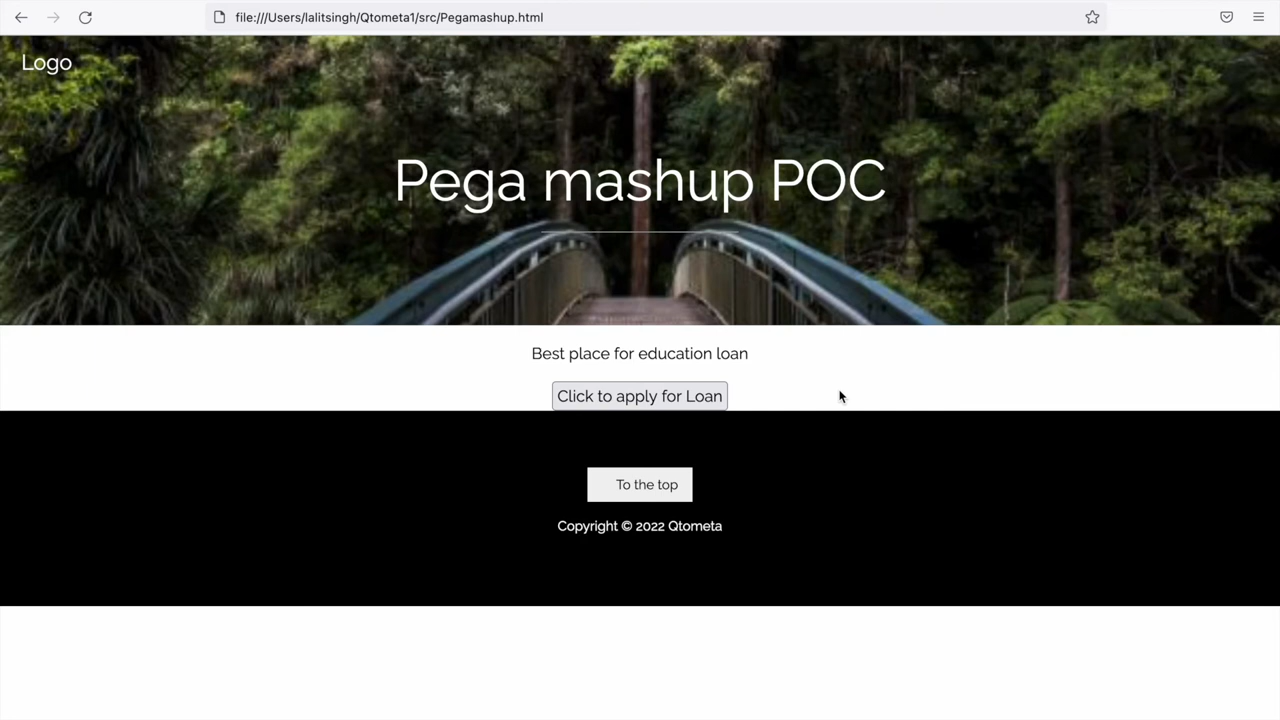 file:///Users/lalitsingh/Qtometa1/src/Pegamashup.html
Logo
Pega mashup POC
Best place for education loan
Click to apply for Loan
To the top
Copyright © 2022 Qtometa